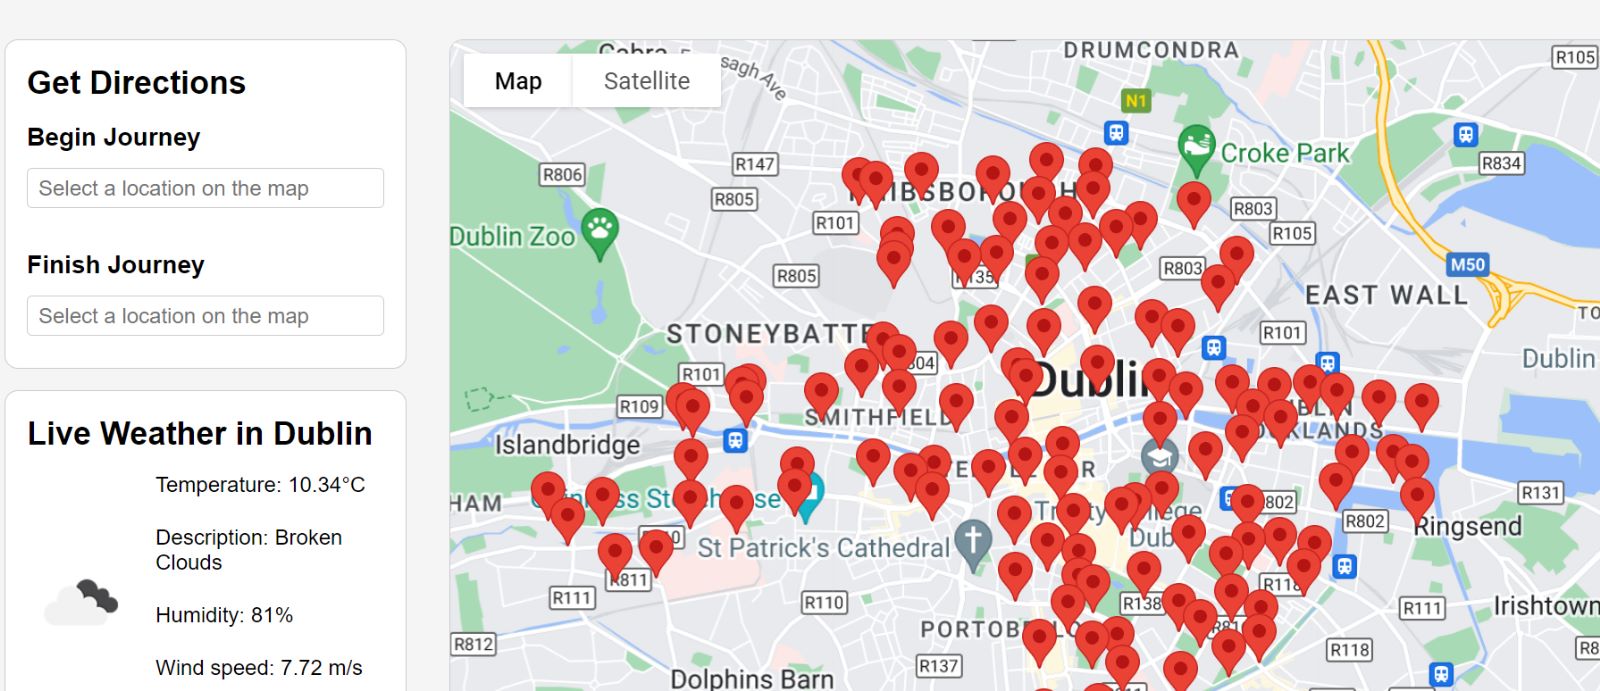 Get Directions
Begin Journey
Select a location on the map
Finish Journey
Select a location on the map
Live Weather in Dublin
Temperature: 10.34°C
Description: Broken
Clouds
Humidity: 81%
Wind speed: 7.72 m/s
Map
Satellite
DRUMCONDRA
R105
N1
Croke Park
R834
R147
R806
R805
R101
R803
R105
Dublin Zoo
R805
R803
M50
EAST WALL
R101
Dublin
R101
R109
SMITHFIELD
Islandbridge
R131
R802
R802
Ringsend
St Patrick's Cathedral
R811
R111
R110
R138
R118
R111
Irishtown
R812
R137
R118
Dolphins Barn